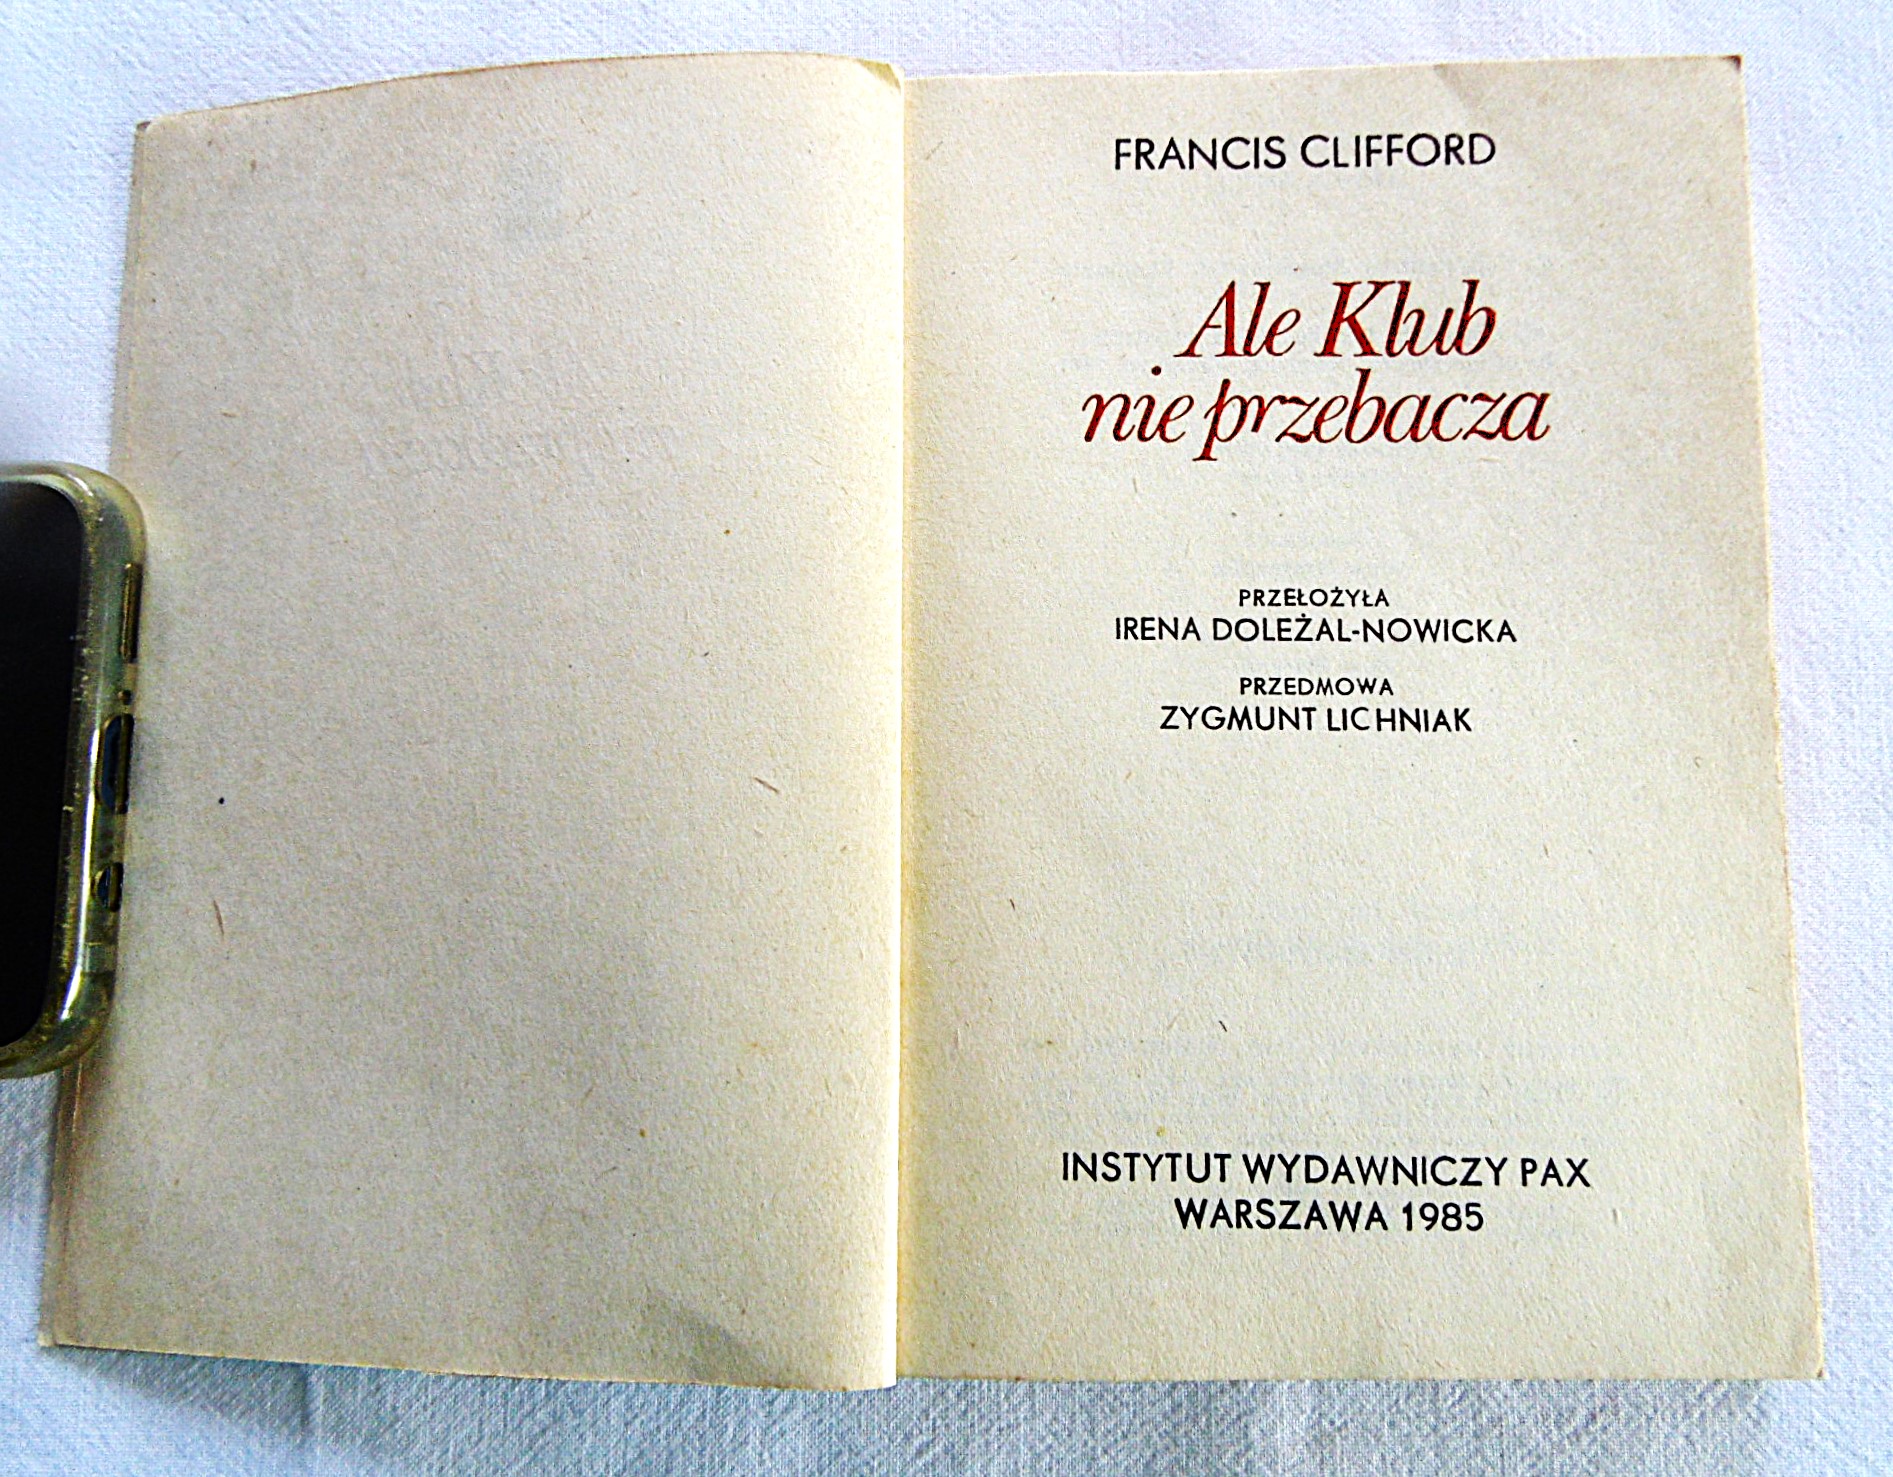 FRANCIS CLIFFORD
Ale Klub
nie przebacza
PRZEŁOŻYŁA
IRENA DOLEŻAL-NOWICKA
PRZEDMOWA
ZYGMUNT LICHNIAK
INSTYTUT WYDAWNICZY PAX
WARSZAWA 1985